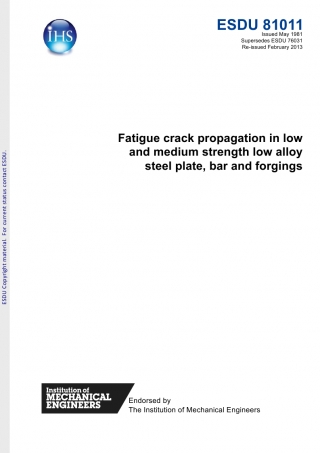 IHS
ESDU 81011
Issued May 1981
Supersedes ESDU 76031
Re-issued February 2013
Fatigue crack propagation in low
and medium strength low alloy
steel plate, bar and forgings
ESDU Copyright material. For current status contact ESDU.
Institution of
MECHANICAL
ENGINEERS
Endorsed by
The Institution of Mechanical Engineers